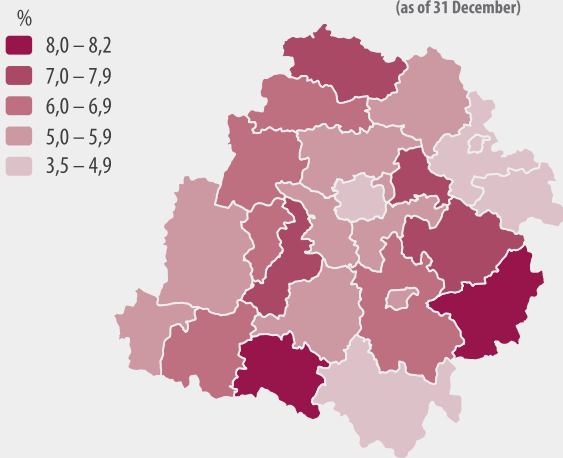 (as of 31 December)
%
8,0 – 8,2
7,0 – 7,9
6,0 – 6,9
5,0 – 5,9
3,5 – 4,9